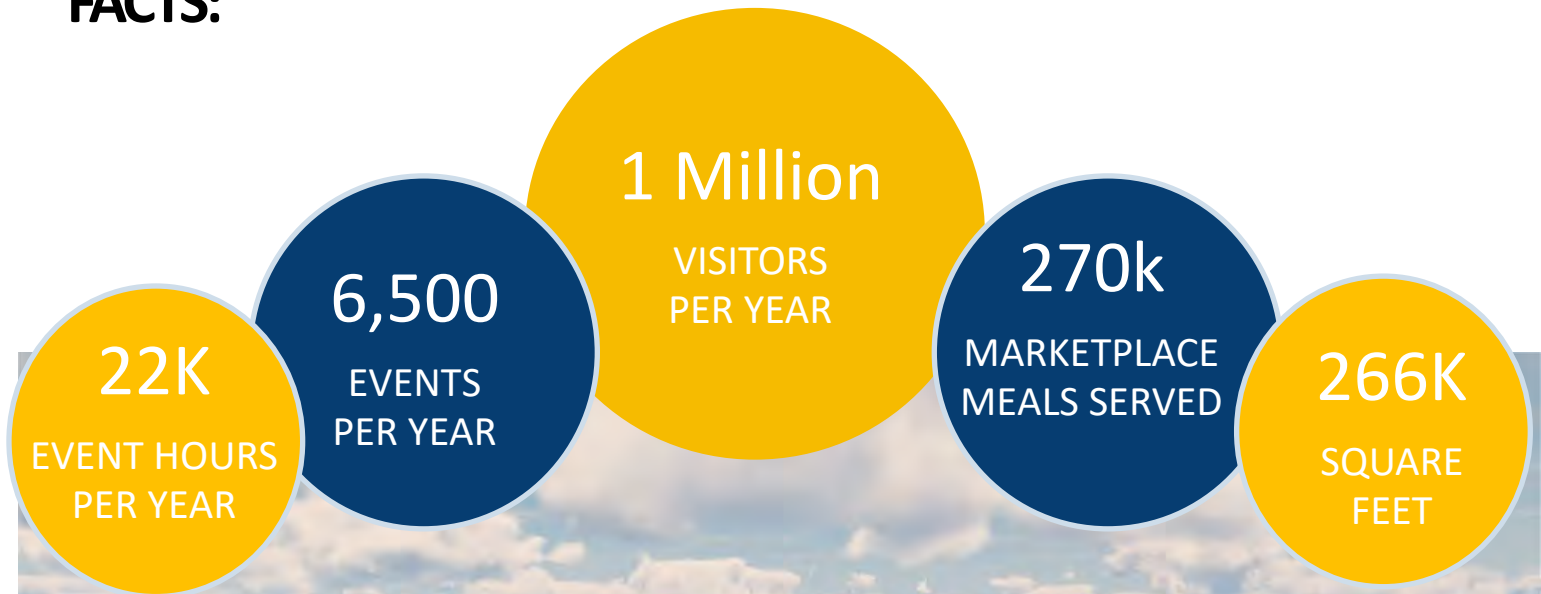 FACTS:
22K
EVENT HOURS
PER YEAR
6,500
EVENTS
PER YEAR
1 Million
VISITORS
PER YEAR
270k
MARKETPLACE
MEALS SERVED
266K
SQUARE
FEET